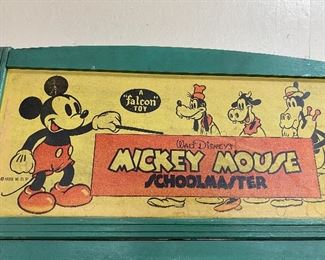 A
"Falcon"
TOY
Walt Disney's
MICKEY MOUSE
SCHOOLMASTER